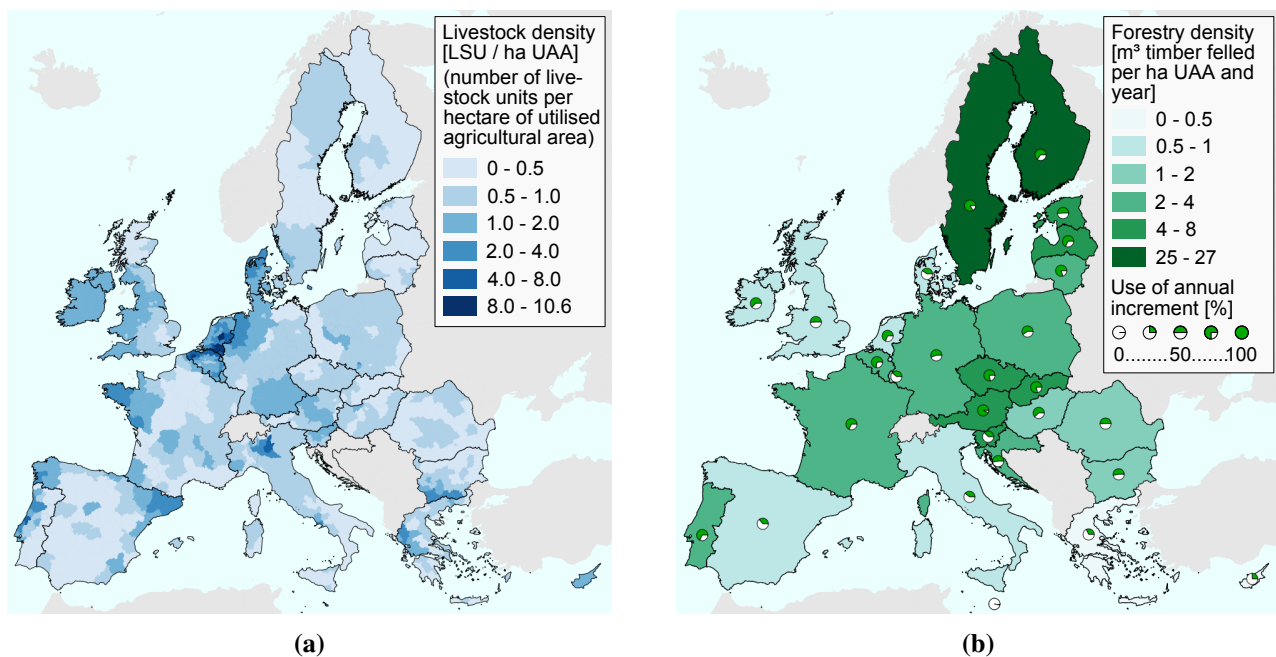 Livestock density
[LSU / ha UAA]
(number of live-
stock units per
hectare of utilised
agricultural area)
0 - 0.5
0.5 - 1.0
1.0 - 2.0
2.0 - 4.0
4.0 - 8.0
8.0 - 10.6
(a)
Forestry density
[m³ timber felled
per ha UAA and
year]
0 - 0.5
0.5 - 1
1 - 2
2 - 4
4 - 8
25 - 27
Use of annual
increment [%]
0........50......100
(b)